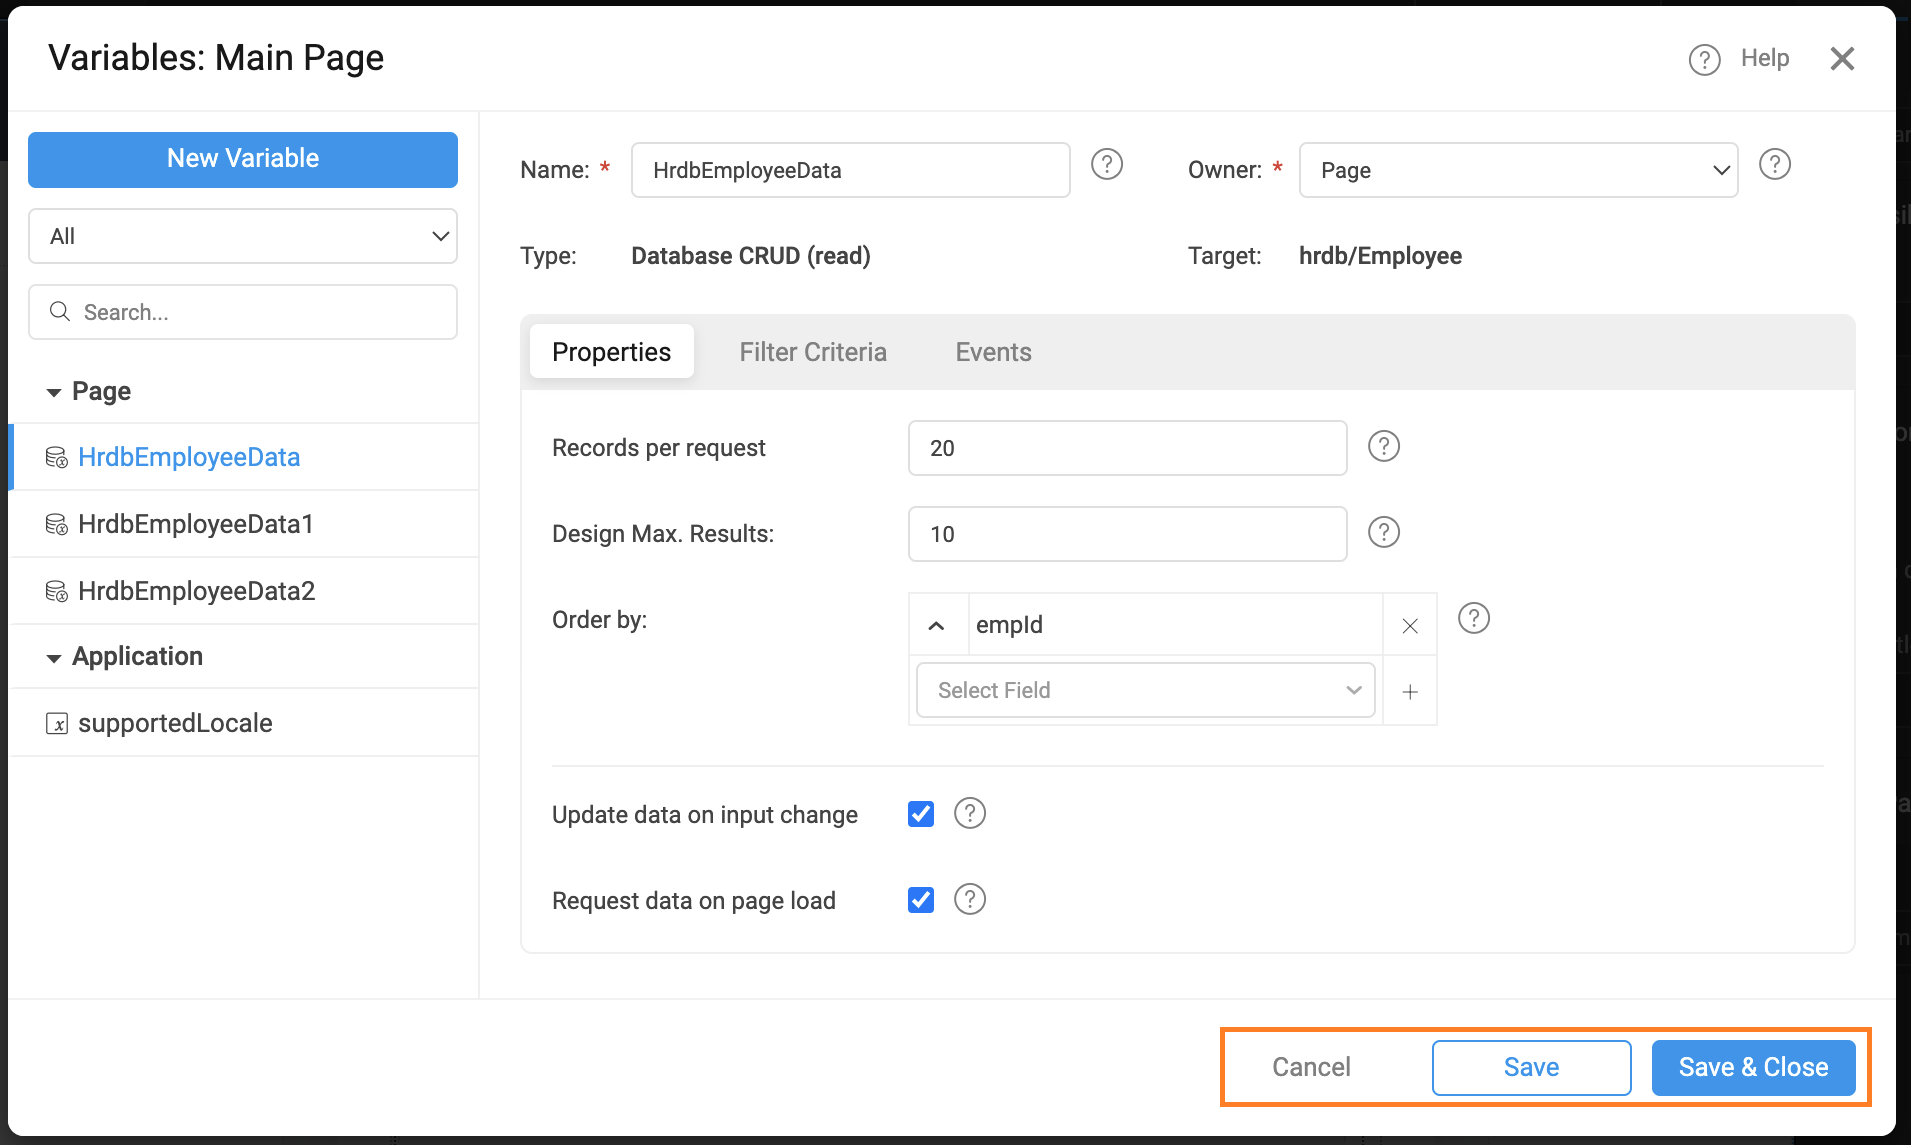 Variables: Main Page
Help
New Variable
All
Search...
Page
HrdbEmployeeData
HrdbEmployeeData1
HrdbEmployeeData2
Application
supportedLocale
Name: * HrdbEmployeeData
Owner: * Page
Type: Database CRUD (read)
Target: hrdb/Employee
Properties Filter Criteria Events
Records per request 20
Design Max. Results: 10
Order by: empId
Select Field
Update data on input change
Request data on page load
Cancel Save Save & Close